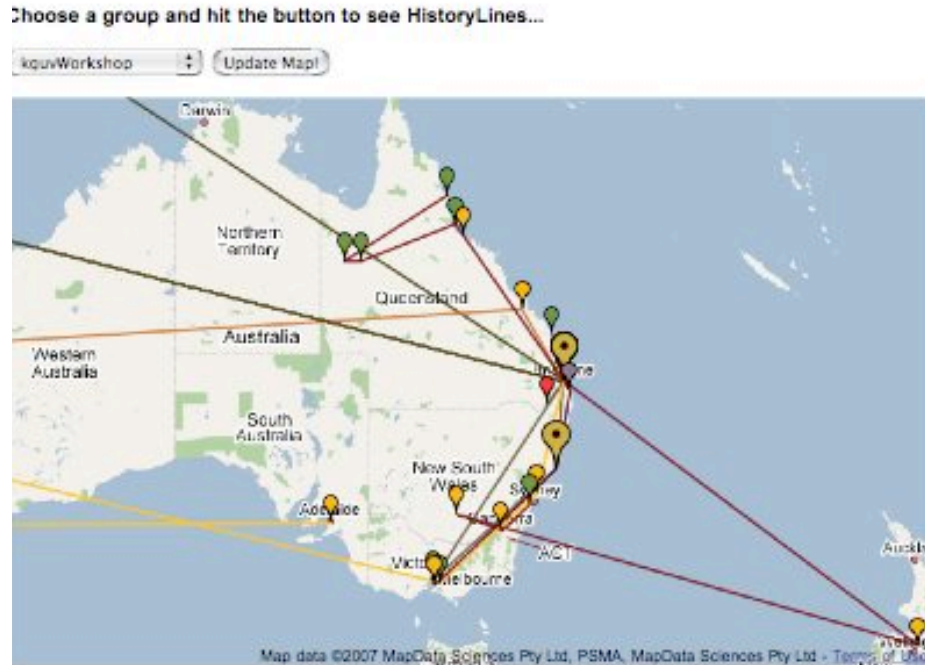 Choose a group and hit the button to see HistoryLines...
kguvWorkshop
Update Map!
Darwin
Northern
Territory
Queensland
Australia
Western
Australia
South
Australia
New South
Wales
Sydney
Adelaide
ACT
Melbourne
Map data ©2007 MapData Sciences Pty Ltd, PSMA, MapData Sciences Pty Ltd - Terms of Use